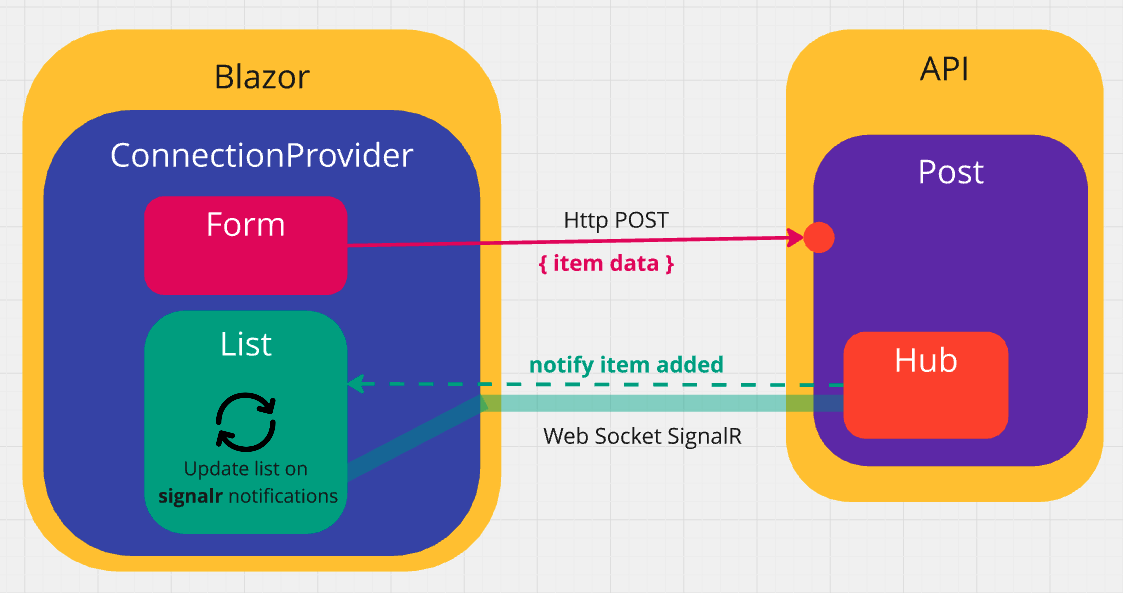 Blazor
ConnectionProvider
Form
List
Update list on
signalr notifications
Http POST
{ item data }
notify item added
Web Socket SignalR
API
Post
Hub